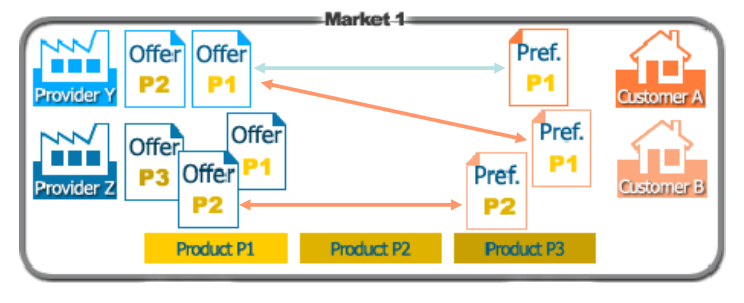 Market 1
Offer
P2
Offer
P1
Pref.
P1
Provider Y
Customer A
Offer
P3
Offer
P2
Offer
P1
Pref.
P1
Pref.
P2
Provider Z
Customer B
Product P1
Product P2
Product P3